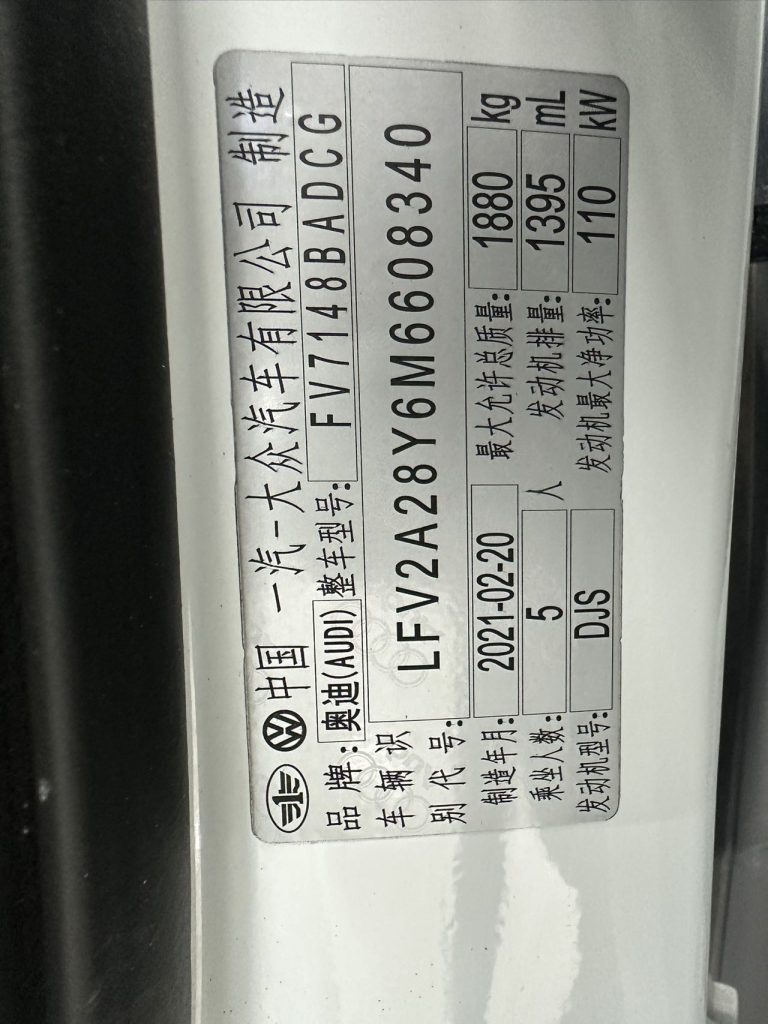 中国 一汽-大众汽车有限公司 制造
品牌: 奥迪(AUDI) 整车型号: FV7148BADCG
车辆识别代号: LFV2A28Y6M6608340
制造年月: 2021-02-20 最大允许总质量: 1880 kg
乘坐人数: 5 人 发动机排量: 1395 mL
发动机型号: DJS 发动机最大净功率: 110 kW